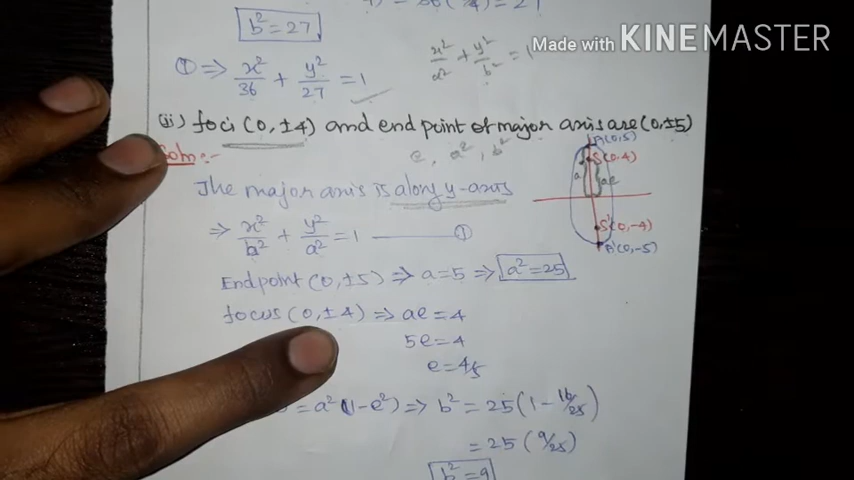 b² = 27
① ⇒ x²/36 + y²/27 = 1
x²/a² + y²/b² = 1
Made with KINEMASTER
(ii) foci (0, ±4) and end point of major axis are (0, ±5)
Soln:-
e, a², b²
A(0,5)
S(0,4)
a
ae
S'(0,-4)
A'(0,-5)
The major axis is along y-axis
⇒ x²/b² + y²/a² = 1 ——— ①
Endpoint (0, ±5) ⇒ a = 5 ⇒ a² = 25
focus (0, ±4) ⇒ ae = 4
5e = 4
e = 4/5
= a² (1 - e²) ⇒ b² = 25 (1 - 16/25)
= 25 (9/25)
b² = 9